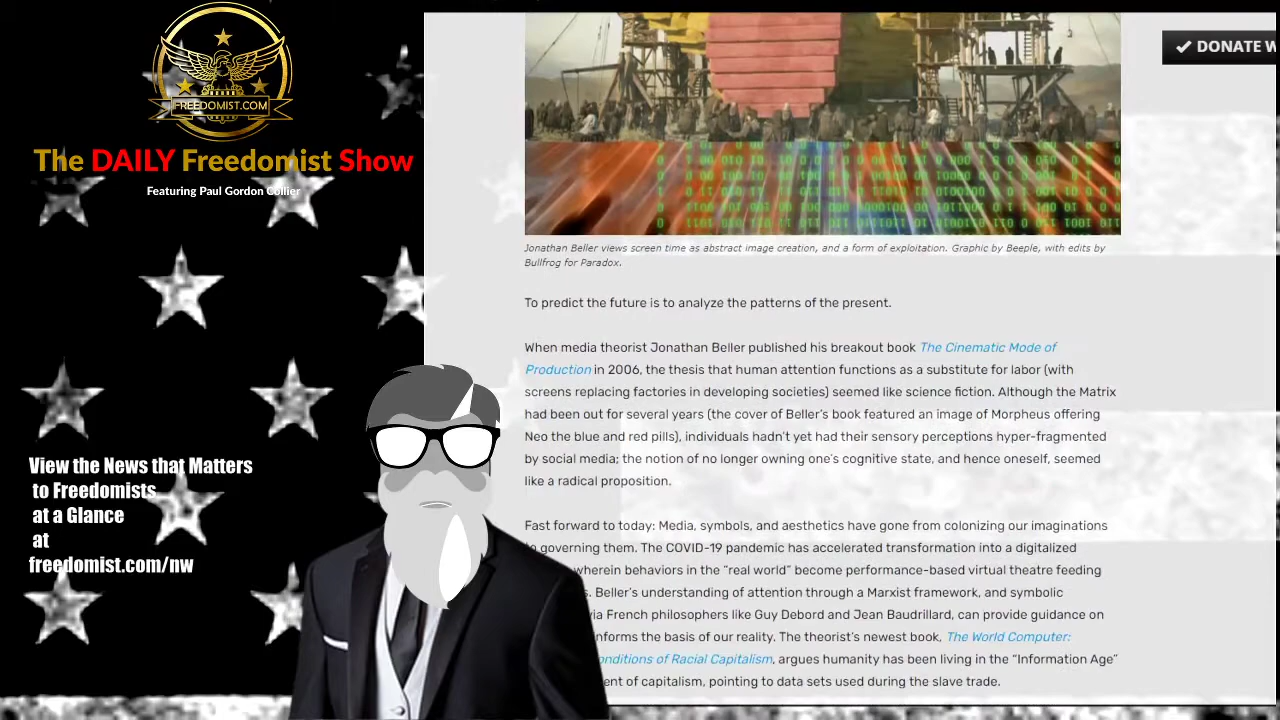 FREEDOMIST.COM
The DAILY Freedomist Show
Featuring Paul Gordon Collier
View the News that Matters
to Freedomists
at a Glance
at
freedomist.com/nw
✔ DONATE
Jonathan Beller views screen time as abstract image creation, and a form of exploitation. Graphic by Beeple, with edits by
Bullfrog for Paradox.
To predict the future is to analyze the patterns of the present.
When media theorist Jonathan Beller published his breakout book The Cinematic Mode of
Production in 2006, the thesis that human attention functions as a substitute for labor (with
screens replacing factories in developing societies) seemed like science fiction. Although the Matrix
had been out for several years (the cover of Beller's book featured an image of Morpheus offering
Neo the blue and red pills), individuals hadn't yet had their sensory perceptions hyper-fragmented
by social media; the notion of no longer owning one's cognitive state, and hence oneself, seemed
like a radical proposition.
Fast forward to today: Media, symbols, and aesthetics have gone from colonizing our imaginations
governing them. The COVID-19 pandemic has accelerated transformation into a digitalized
wherein behaviors in the "real world" become performance-based virtual theatre feeding
Beller's understanding of attention through a Marxist framework, and symbolic
via French philosophers like Guy Debord and Jean Baudrillard, can provide guidance on
informs the basis of our reality. The theorist's newest book, The World Computer:
of Racial Capitalism, argues humanity has been living in the "Information Age"
of capitalism, pointing to data sets used during the slave trade.